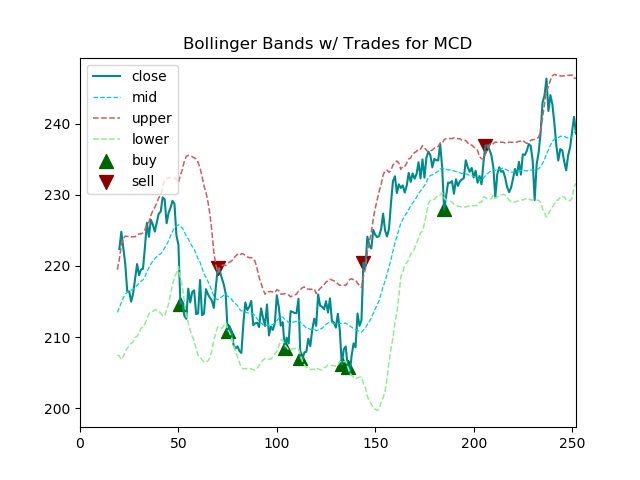 Bollinger Bands w/ Trades for MCD
close
mid
upper
lower
buy
sell
240
230
220
210
200
0 50 100 150 200 250